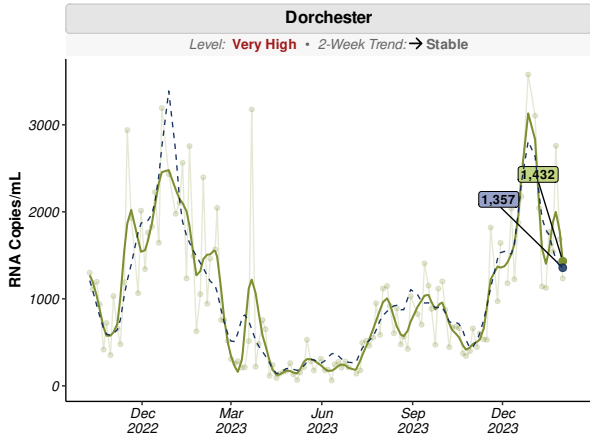 Dorchester
Level: Very High • 2-Week Trend: → Stable
RNA Copies/mL
3000
2000
1000
0
1,432
1,357
Dec Mar Jun Sep Dec
2022 2023 2023 2023 2023